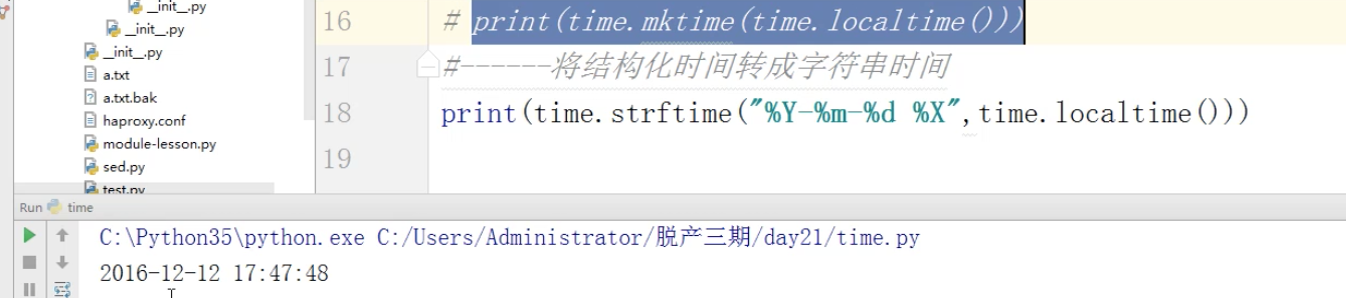 __init__.py
__init__.py
__init__.py
a.txt
a.txt.bak
haproxy.conf
module-lesson.py
sed.py
test.py
16 # print(time.mktime(time.localtime()))
17 #------将结构化时间转成字符串时间
18 print(time.strftime("%Y-%m-%d %X",time.localtime()))
19
Run time
C:\Python35\python.exe C:/Users/Administrator/脱产三期/day21/time.py
2016-12-12 17:47:48